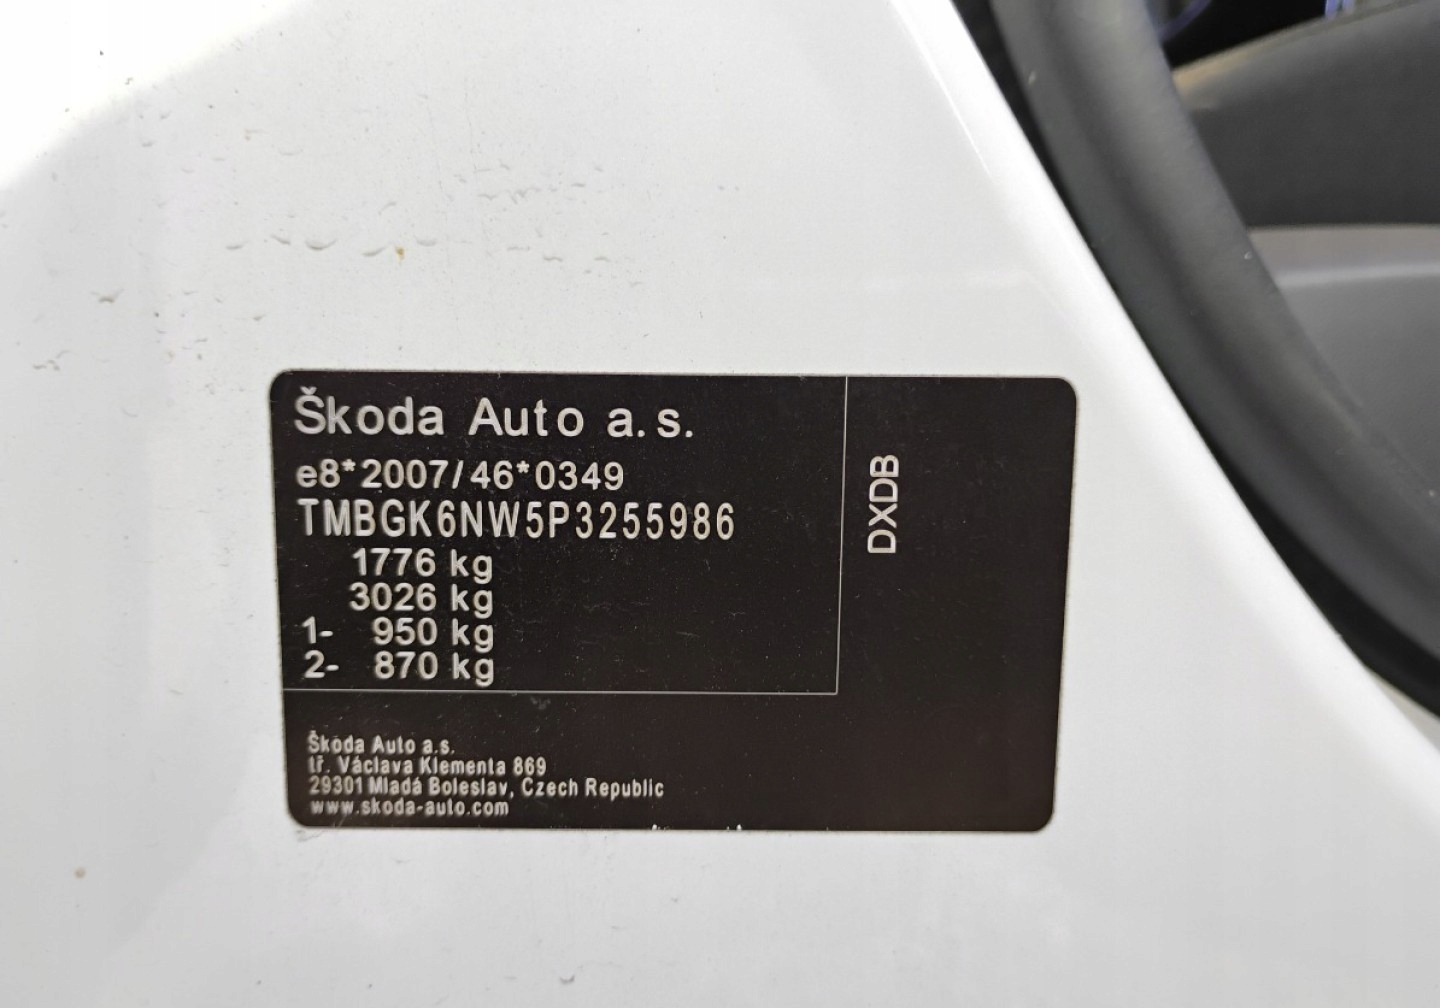 Škoda Auto a.s.
e8*2007/46*0349
TMBGK6NW5P3255986
1776 kg
3026 kg
1- 950 kg
2- 870 kg
DXDB
Škoda Auto a.s.
tř. Václava Klementa 869
29301 Mladá Boleslav, Czech Republic
www.skoda-auto.com